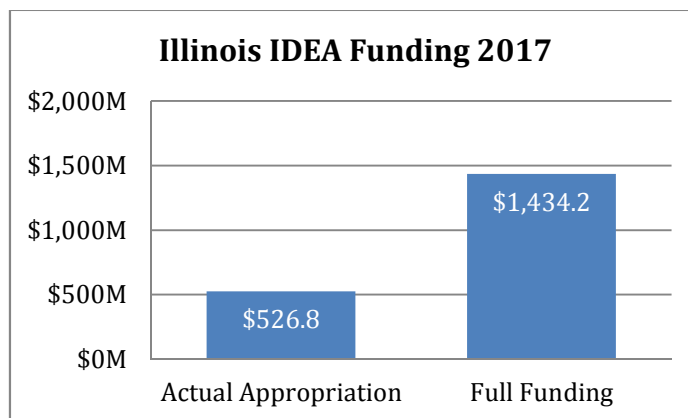 Illinois IDEA Funding 2017
$2,000M
$1,500M
$1,000M
$500M
$0M
$1,434.2
$526.8
Actual Appropriation
Full Funding